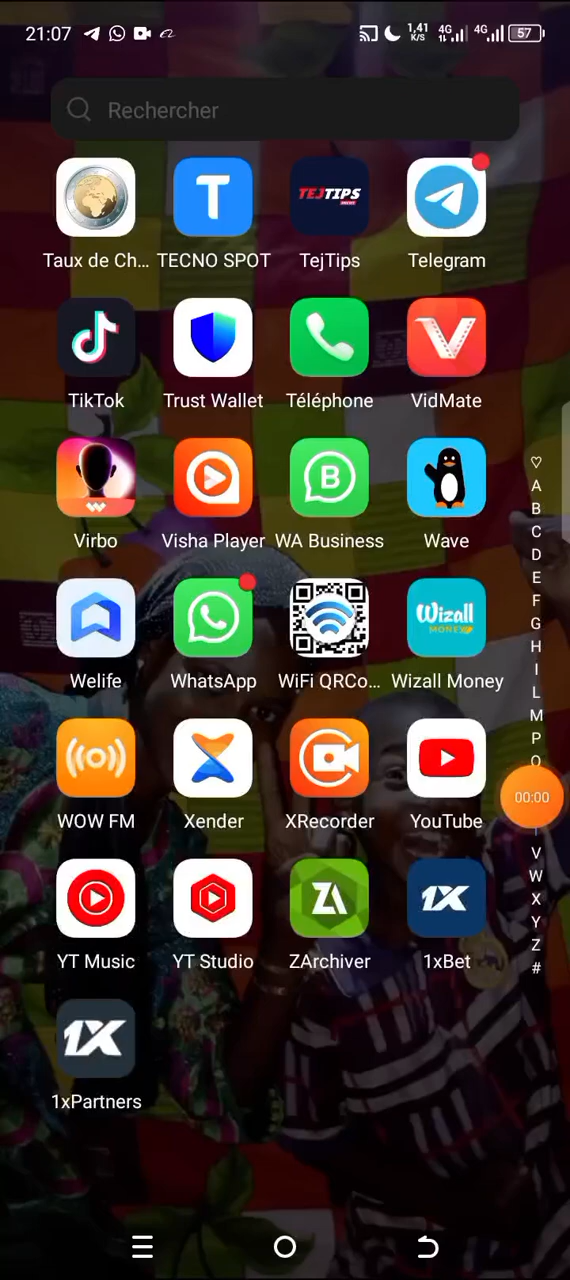 21:07
1,41 K/S 4G 4G 57
Rechercher
TEJTIPS
Taux de Ch... TECNO SPOT TejTips Telegram
TikTok Trust Wallet Téléphone VidMate
Virbo Visha Player WA Business Wave
Wizall
MONEY
Welife WhatsApp WiFi QRCo... Wizall Money
WOW FM Xender XRecorder YouTube
ZA 1X
YT Music YT Studio ZArchiver 1xBet
1X
1xPartners
A
B
C
D
E
F
G
H
I
L
M
P
Q
00:00
V
W
X
Y
Z
#